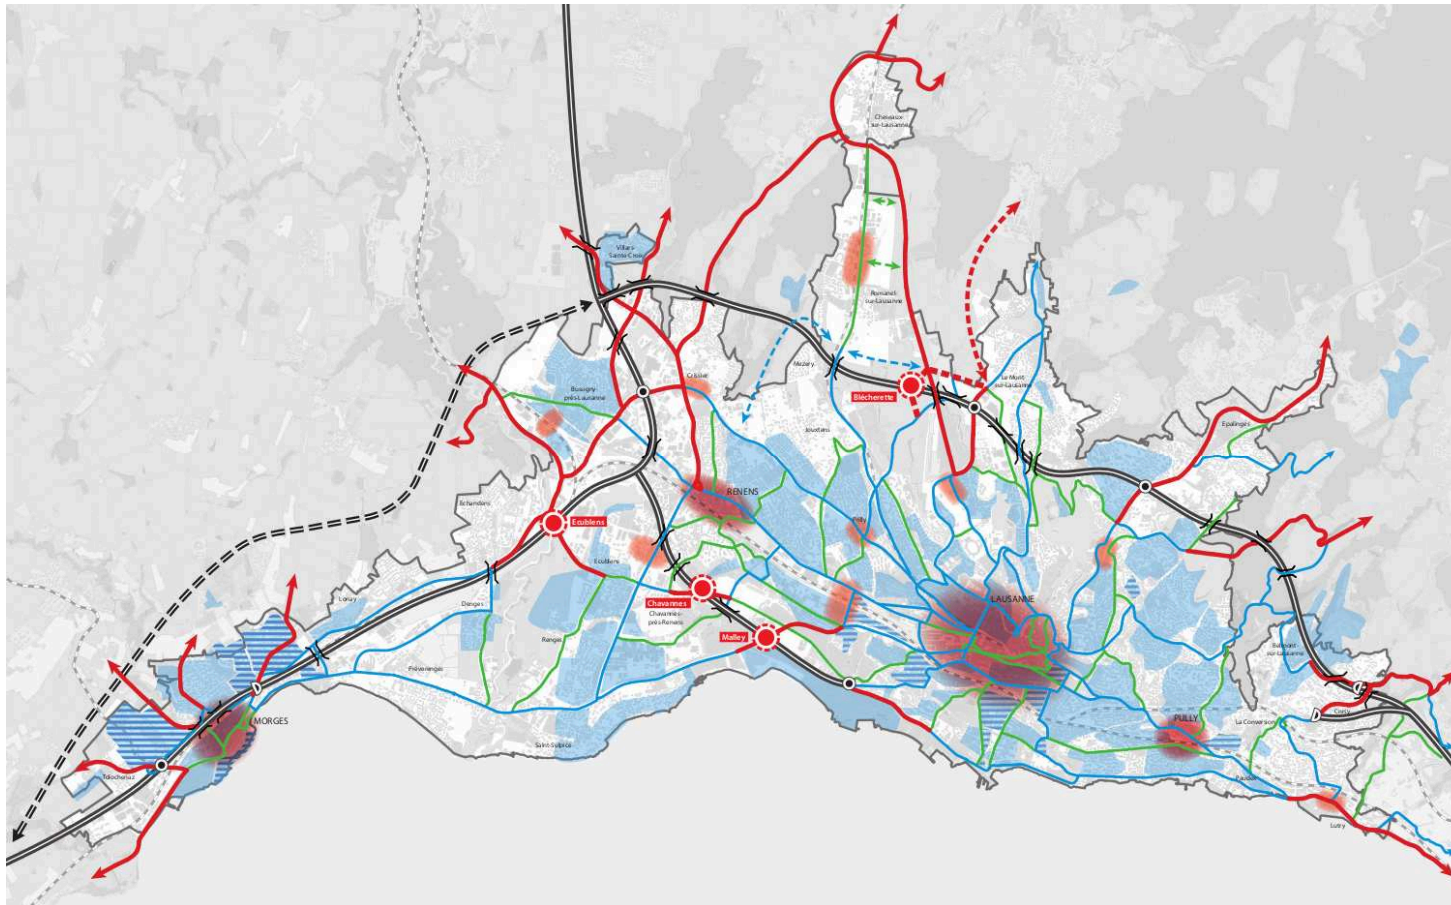 Cheseaux-
sur-Lausanne
Villars-
Sainte-Croix
Romanel-
sur-Lausanne
Mézery
Le Mont-
sur-Lausanne
Crissier
Bussigny-
près-Lausanne
Blécherette
Jouxtens
Epalinges
RENENS
Echandens
Ecublens
Prilly
Ecublens
Lonay
Denges
Chavannes
Chavannes-
près-Renens
LAUSANNE
Renges
Malley
Préverenges
Belmont-
sur-Lausanne
MORGES
PULLY
La Conversion
Corsy
Saint-Sulpice
Tolochenaz
Paudex
Lutry